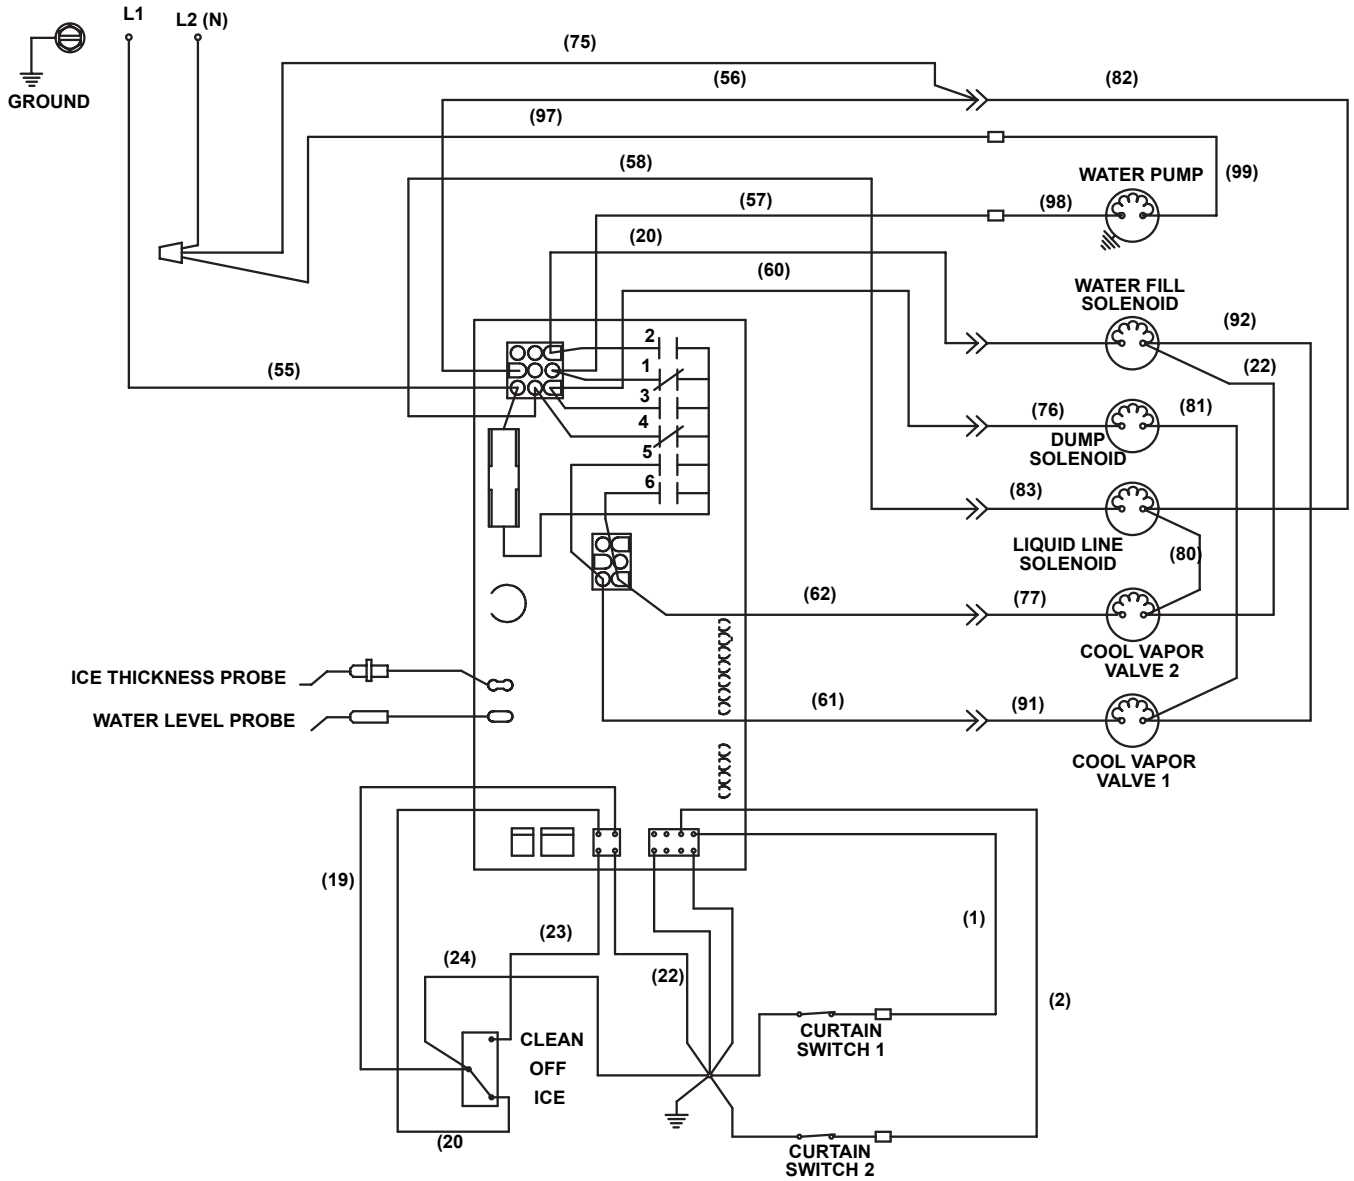 L1
L2 (N)
GROUND
(75)
(56)
(82)
(97)
(58)
WATER PUMP
(99)
(57)
(98)
(20)
(60)
WATER FILL
SOLENOID
(92)
(22)
2
1
3
4
5
6
(55)
(76)
(81)
DUMP
SOLENOID
(83)
LIQUID LINE
SOLENOID
(80)
(62)
(77)
COOL VAPOR
VALVE 2
ICE THICKNESS PROBE
WATER LEVEL PROBE
(61)
(91)
COOL VAPOR
VALVE 1
(19)
(23)
(24)
(22)
(1)
(2)
CLEAN
OFF
ICE
CURTAIN
SWITCH 1
(20
CURTAIN
SWITCH 2